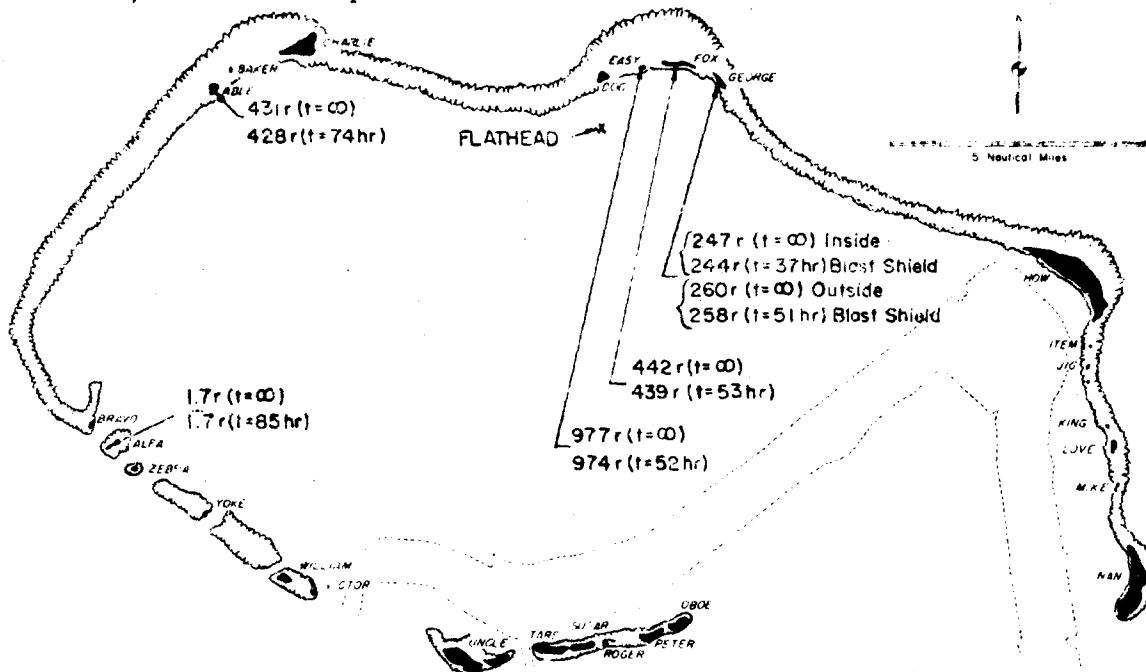 CHARLIE
BAKER
ABLE
431r (t=∞)
428r (t=74hr)
EASY
FOX
DOG
GEORGE
FLATHEAD
5 Nautical Miles
247r (t=∞) Inside
244r (t=37hr) Blast Shield
260r (t=∞) Outside
258r (t=51hr) Blast Shield
HOW
ITEM
JIG
442r (t=∞)
439r (t=53hr)
1.7r (t=∞)
1.7r (t=85hr)
BRAVO
ALFA
977r (t=∞)
974r (t=52hr)
KING
LOVE
MIKE
ZEBRA
YOKE
WILLIAM
NAN
OBOE
SUGAR
TARE
UNCLE
PETER
ROGER